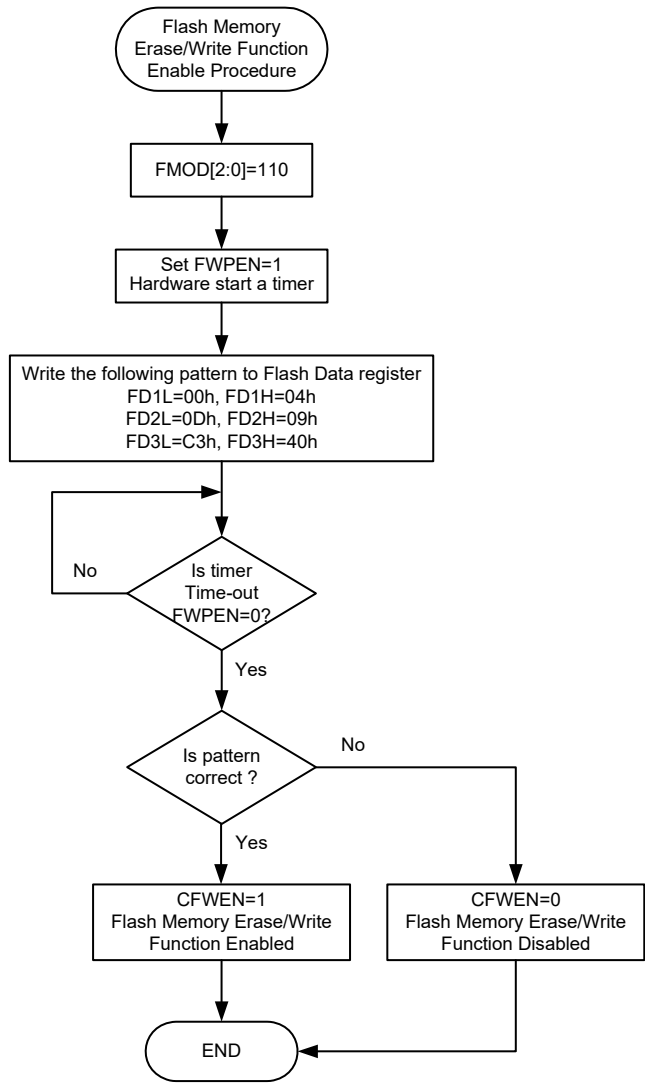 Flash Memory
Erase/Write Function
Enable Procedure
FMOD[2:0]=110
Set FWPEN=1
Hardware start a timer
Write the following pattern to Flash Data register
FD1L=00h, FD1H=04h
FD2L=0Dh, FD2H=09h
FD3L=C3h, FD3H=40h
No
Is timer
Time-out
FWPEN=0?
Yes
Is pattern
correct ?
No
Yes
CFWEN=1
Flash Memory Erase/Write
Function Enabled
CFWEN=0
Flash Memory Erase/Write
Function Disabled
END